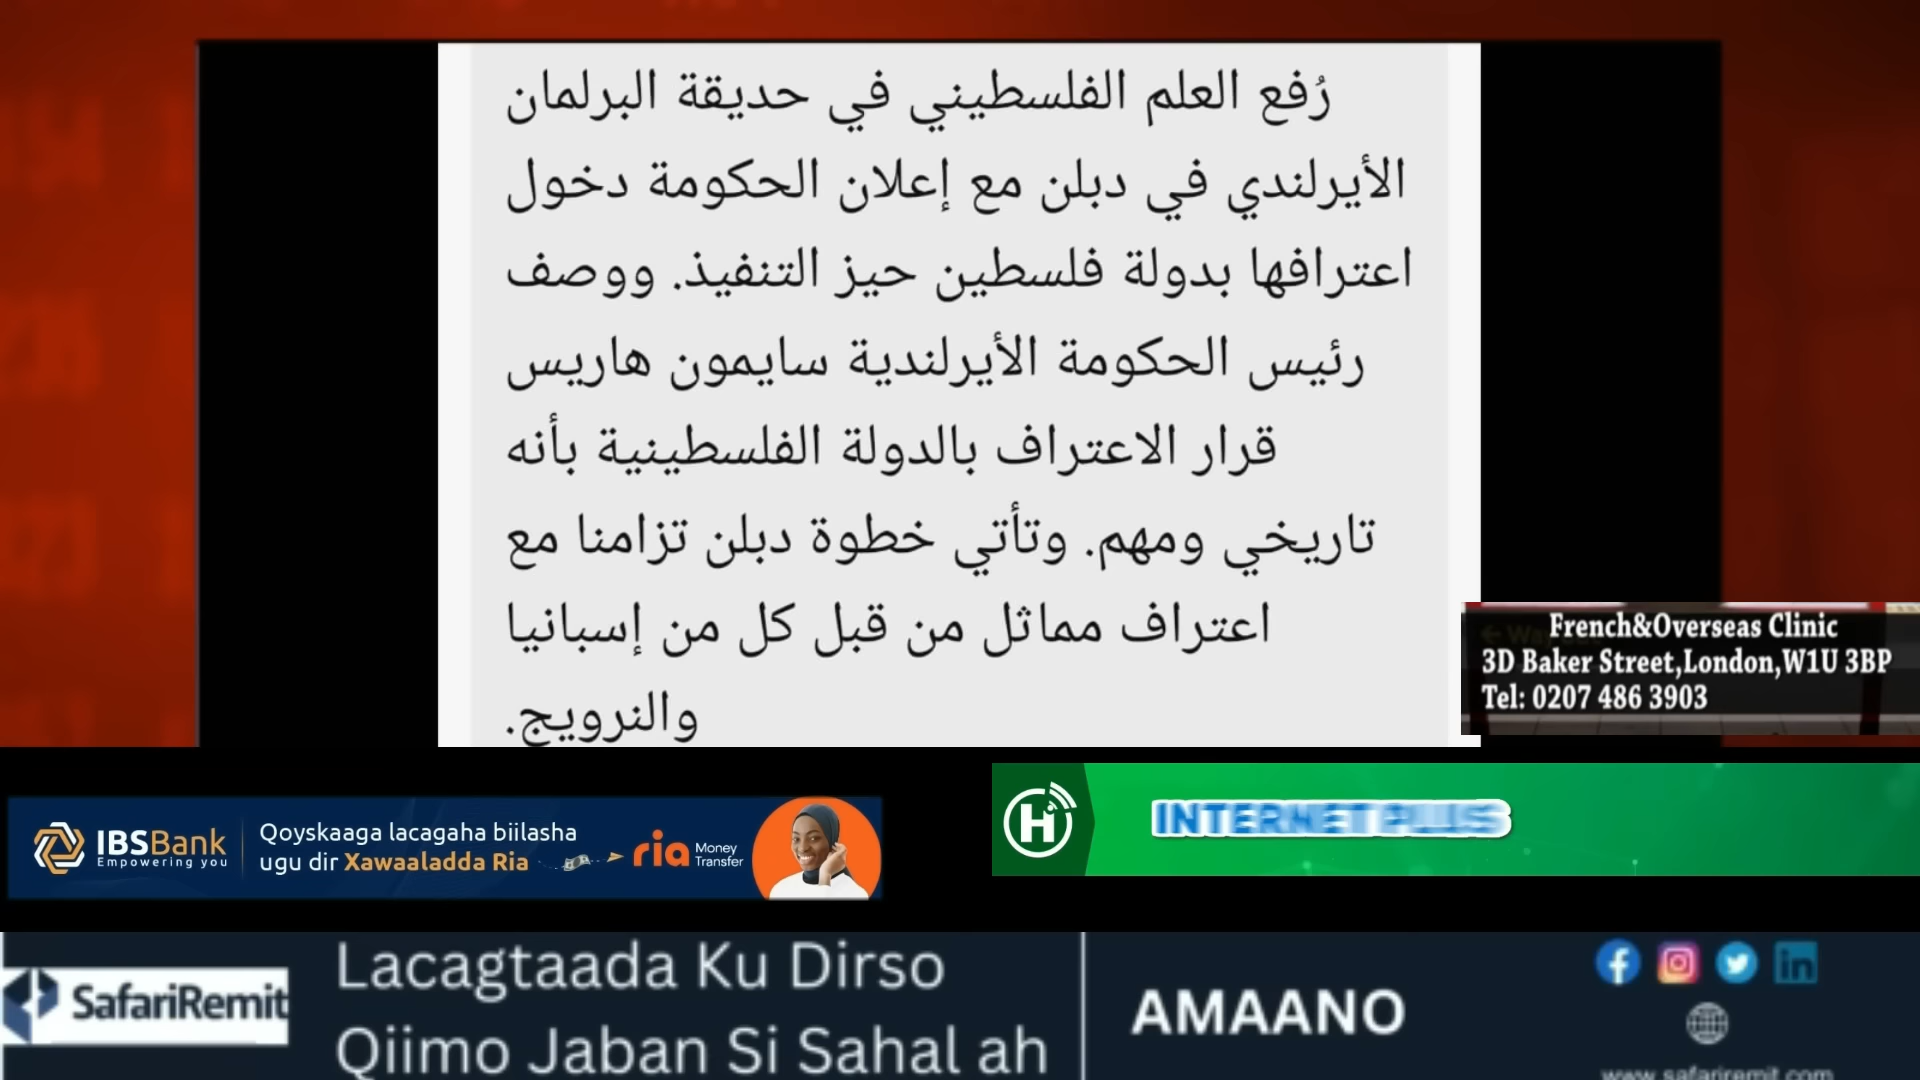 رُفع العلم الفلسطيني في حديقة البرلمان
الأيرلندي في دبلن مع إعلان الحكومة دخول
اعترافها بدولة فلسطين حيز التنفيذ. ووصف
رئيس الحكومة الأيرلندية سايمون هاريس
قرار الاعتراف بالدولة الفلسطينية بأنه
تاريخي ومهم. وتأتي خطوة دبلن تزامنا مع
اعتراف مماثل من قبل كل من إسبانيا
والنرويج.
French&Overseas Clinic
3D Baker Street,London,W1U 3BP
Tel: 0207 486 3903
IBSBank
Empowering you
Qoyskaaga lacagaha biilasha
ugu dir Xawaaladda Ria
ria Money
Transfer
H
INTERNET PLUS
SafariRemit
Lacagtaada Ku Dirso
Qiimo Jaban Si Sahal ah
AMAANO
www.safariremit.com